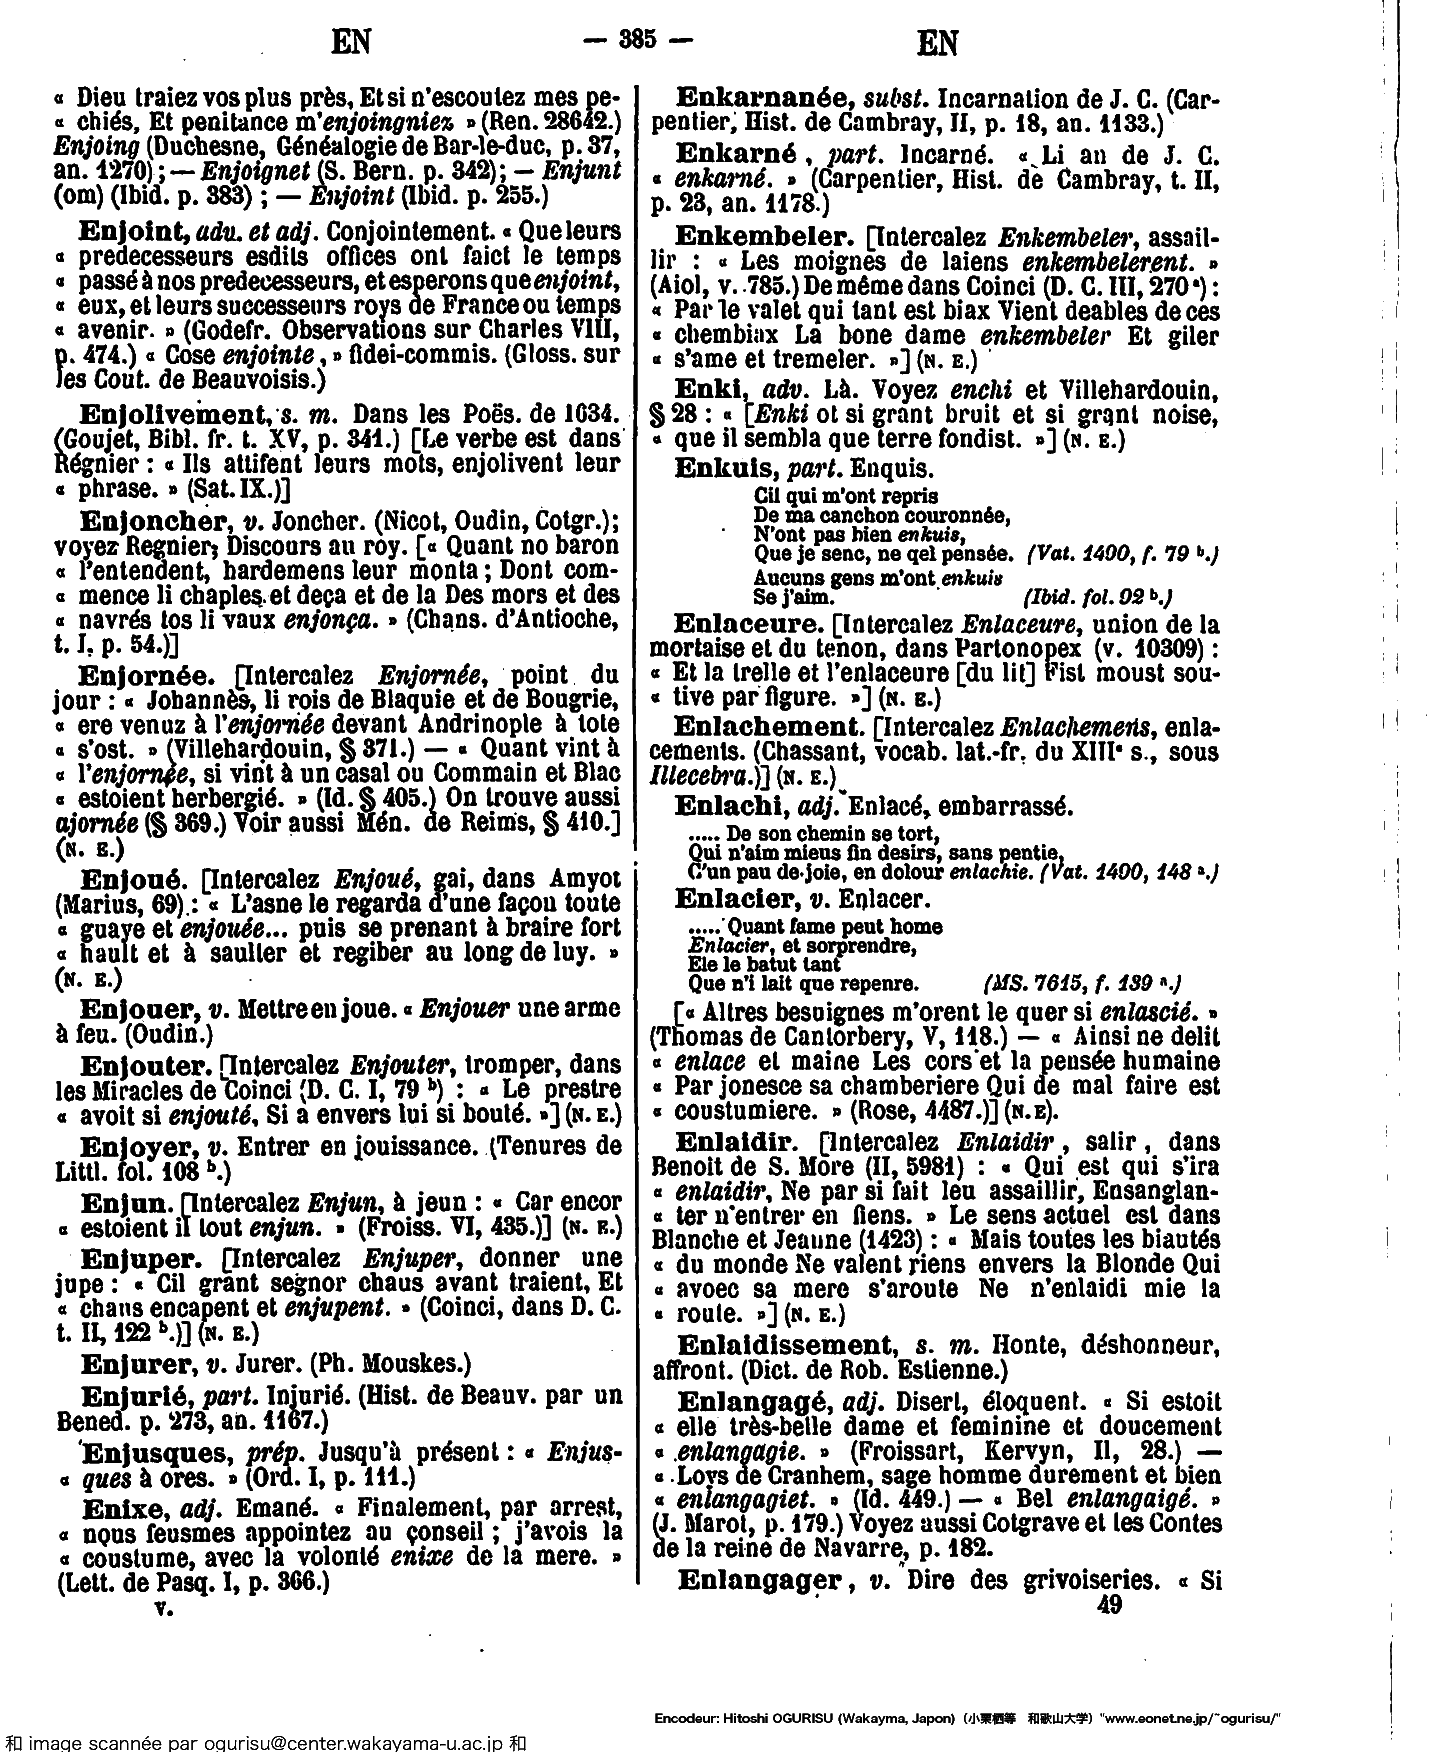 EN — 385 — EN
« Dieu traiez vos plus près, Et si n'escoutez mes pe-
« chiés, Et penitance m'enjoingniez » (Ren. 28642.)
Enjoing (Duchesne, Généalogie de Bar-le-duc, p. 37,
an. 1270) ; — Enjoignet (S. Bern. p. 342); — Enjunt
(om) (Ibid. p. 383) ; — Enjoint (Ibid. p. 255.)
Enjoint, adv. et adj. Conjointement. « Que leurs
« predecesseurs esdits offices ont faict le temps
« passé à nos predecesseurs, et esperons que enjoint,
« eux, et leurs successeurs roys de France ou temps
« avenir. » (Godefr. Observations sur Charles VIII,
p. 474.) « Cose enjointe, » fidei-commis. (Gloss. sur
les Cout. de Beauvoisis.)
Enjolivement, s. m. Dans les Poës. de 1634.
(Goujet, Bibl. fr. t. XV, p. 341.) [Le verbe est dans
Régnier : « Ils attifent leurs mots, enjolivent leur
« phrase. » (Sat. IX.)]
Enjoncher, v. Joncher. (Nicot, Oudin, Cotgr.);
voyez Regnier, Discours au roy. [« Quant no baron
« l'entendent, hardemens leur monta ; Dont com-
« mence li chaples et deça et de la Des mors et des
« navrés tos li vaux enjonça. » (Chans. d'Antioche,
t. I, p. 54.)]
Enjornée. [Intercalez Enjornée, point du
jour : « Johannès, li rois de Blaquie et de Bougrie,
« ere venuz à l'enjornée devant Andrinople à tote
« s'ost. » (Villehardouin, § 371.) — « Quant vint à
« l'enjornée, si vint à un casal ou Commain et Blac
« estoient herbergié. » (Id. § 405.) On trouve aussi
ajornée (§ 369.) Voir aussi Mén. de Reims, § 410.]
(N. E.)
Enjoué. [Intercalez Enjoué, gai, dans Amyot
(Marius, 69) : « L'asne le regarda d'une façou toute
« guaye et enjouée... puis se prenant à braire fort
« hault et à saulter et regiber au long de luy. »
(N. E.)
Enjouer, v. Mettre en joue. « Enjouer une arme
à feu. (Oudin.)
Enjouter. [Intercalez Enjouter, tromper, dans
les Miracles de Coinci (D. C. I, 79 b) : « Le prestre
« avoit si enjouté, Si a envers lui si bouté. »] (N. E.)
Enjoyer, v. Entrer en jouissance. (Tenures de
Littl. fol. 108 b.)
Enjun. [Intercalez Enjun, à jeun : « Car encor
« estoient il tout enjun. » (Froiss. VI, 435.)] (N. E.)
Enjuper. [Intercalez Enjuper, donner une
jupe : « Cil grant segnor chaus avant traient, Et
« chaus encapent et enjupent. » (Coinci, dans D. C.
t. II, 122 b.)] (N. E.)
Enjurer, v. Jurer. (Ph. Mouskes.)
Enjurié, part. Injurié. (Hist. de Beauv. par un
Bened. p. 273, an. 1167.)
Enjusques, prép. Jusqu'à présent : « Enjus-
« ques à ores. » (Ord. I, p. 111.)
Enixe, adj. Emané. « Finalement, par arrest,
« nous feusmes appointez au conseil ; j'avois la
« coustume, avec la volonté enixe de la mere. »
(Lett. de Pasq. I, p. 366.)
V.
Enkarnanée, subst. Incarnation de J. C. (Car-
pentier, Hist. de Cambray, II, p. 18, an. 1133.)
Enkarné, part. Incarné. « Li an de J. C.
« enkarné. » (Carpentier, Hist. de Cambray, t. II,
p. 23, an. 1178.)
Enkembeler. [Intercalez Enkembeler, assail-
lir : « Les moignes de laiens enkembelerent. »
(Aiol, v. 785.) De même dans Coinci (D. C. III, 270 a) :
« Par le valet qui tant est biax Vient deables de ces
« chembiax La bone dame enkembeler Et giler
« s'ame et tremeler. »] (N. E.)
Enki, adv. Là. Voyez enchi et Villehardouin,
§ 28 : « [Enki ot si grant bruit et si grant noise,
« que il sembla que terre fondist. »] (N. E.)
Enkuis, part. Enquis.
Cil qui m'ont repris
De ma canchon couronnée,
N'ont pas bien enkuis,
Que je senc, ne qel pensée. (Vat. 1400, f. 79 b.)
Aucuns gens m'ont enkuis
Se j'aim. (Ibid. fol. 92 b.)
Enlaceure. [Intercalez Enlaceure, union de la
mortaise et du tenon, dans Partonopex (v. 10309) :
« Et la trelle et l'enlaceure [du lit] Fist moust sou-
« tive par figure. »] (N. E.)
Enlachement. [Intercalez Enlachemens, enla-
cements. (Chassant, vocab. lat.-fr. du XIIIe s., sous
Illecebra.)] (N. E.)
Enlachi, adj. Enlacé, embarrassé.
..... De son chemin se tort,
Qui n'aim mieus fin desirs, sans pentie,
C'un pau de joie, en dolour enlachie. (Vat. 1490, 148 a.)
Enlacier, v. Enlacer.
..... Quant fame peut home
Enlacier, et sorprendre,
Ele le batut tant
Que n'i lait que repenre. (MS. 7615, f. 139 a.)
[« Altres besuignes m'orent le quer si enlascié. »
(Thomas de Cantorbery, V, 118.) — « Ainsi ne delit
« enlace et maine Les cors et la pensée humaine
« Par jonesce sa chamberiere Qui de mal faire est
« coustumiere. » (Rose, 4487.)] (N. E).
Enlaidir. [Intercalez Enlaidir, salir, dans
Benoit de S. More (II, 5981) : « Qui est qui s'ira
« enlaidir, Ne par si fait leu assaillir, Ensanglan-
« ter n'entrer en fiens. » Le sens actuel est dans
Blanche et Jeanne (1423) : « Mais toutes les biautés
« du monde Ne valent riens envers la Blonde Qui
« avoec sa mere s'aroute Ne n'enlaidi mie la
« route. »] (N. E.)
Enlaidissement, s. m. Honte, déshonneur,
affront. (Dict. de Rob. Estienne.)
Enlangagé, adj. Disert, éloquent. « Si estoit
« elle très-belle dame et feminine et doucement
« enlangagie. » (Froissart, Kervyn, II, 28.) —
« Loys de Cranhem, sage homme durement et bien
« enlangagiet. » (Id. 449.) — « Bel enlangaigé. »
(J. Marot, p. 179.) Voyez aussi Cotgrave et les Contes
de la reine de Navarre, p. 182.
Enlangager, v. Dire des grivoiseries. « Si
49
Encodeur: Hitoshi OGURISU (Wakayma, Japon) (小栗栖等 和歌山大学) "www.eonet.ne.jp/~ogurisu/"
和 image scannée par ogurisu@center.wakayama-u.ac.jp 和